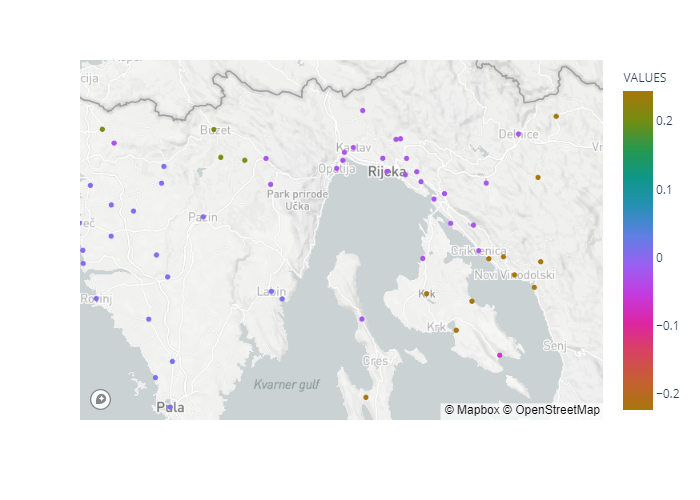 VALUES
cija
Buzet
Kastav
Delnice
Opatija
Rijeka
Park prirode
Učka
eč
Pazin
Crikvenica
Novi Vinodolski
Labin
Rovinj
Krk
Krk
Senj
Cres
Kvarner gulf
Pula
© Mapbox © OpenStreetMap
0.2
0.1
0
−0.1
−0.2